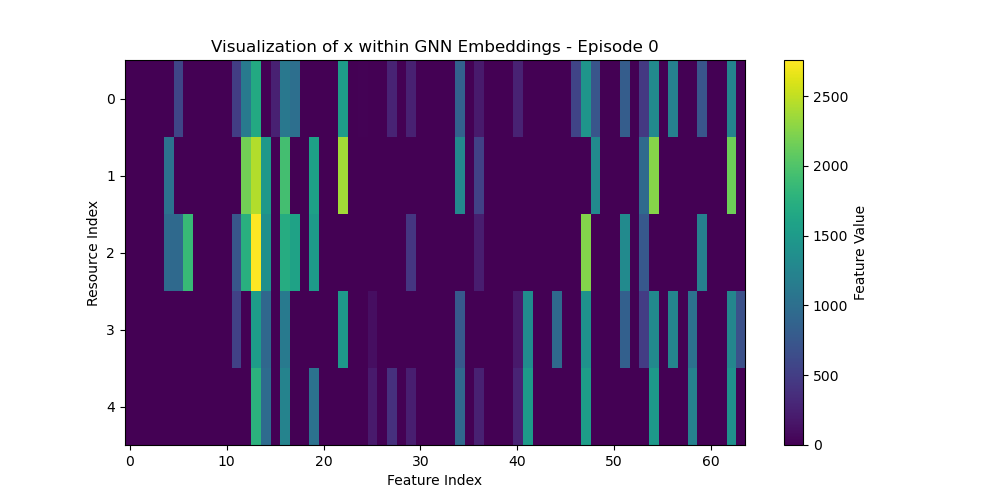 Visualization of x within GNN Embeddings - Episode 0
Resource Index
0
1
2
3
4
0 10 20 30 40 50 60
Feature Index
2500
2000
1500
1000
500
0
Feature Value